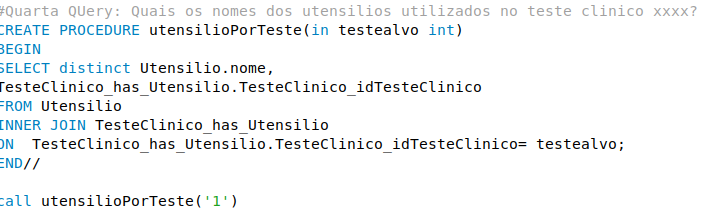 #Quarta QUery: Quais os nomes dos utensilios utilizados no teste clinico xxxx?
CREATE PROCEDURE utensilioPorTeste(in testealvo int)
BEGIN
SELECT distinct Utensilio.nome,
TesteClinico_has_Utensilio.TesteClinico_idTesteClinico
FROM Utensilio
INNER JOIN TesteClinico_has_Utensilio
ON  TesteClinico_has_Utensilio.TesteClinico_idTesteClinico= testealvo;
END//
call utensilioPorTeste('1')